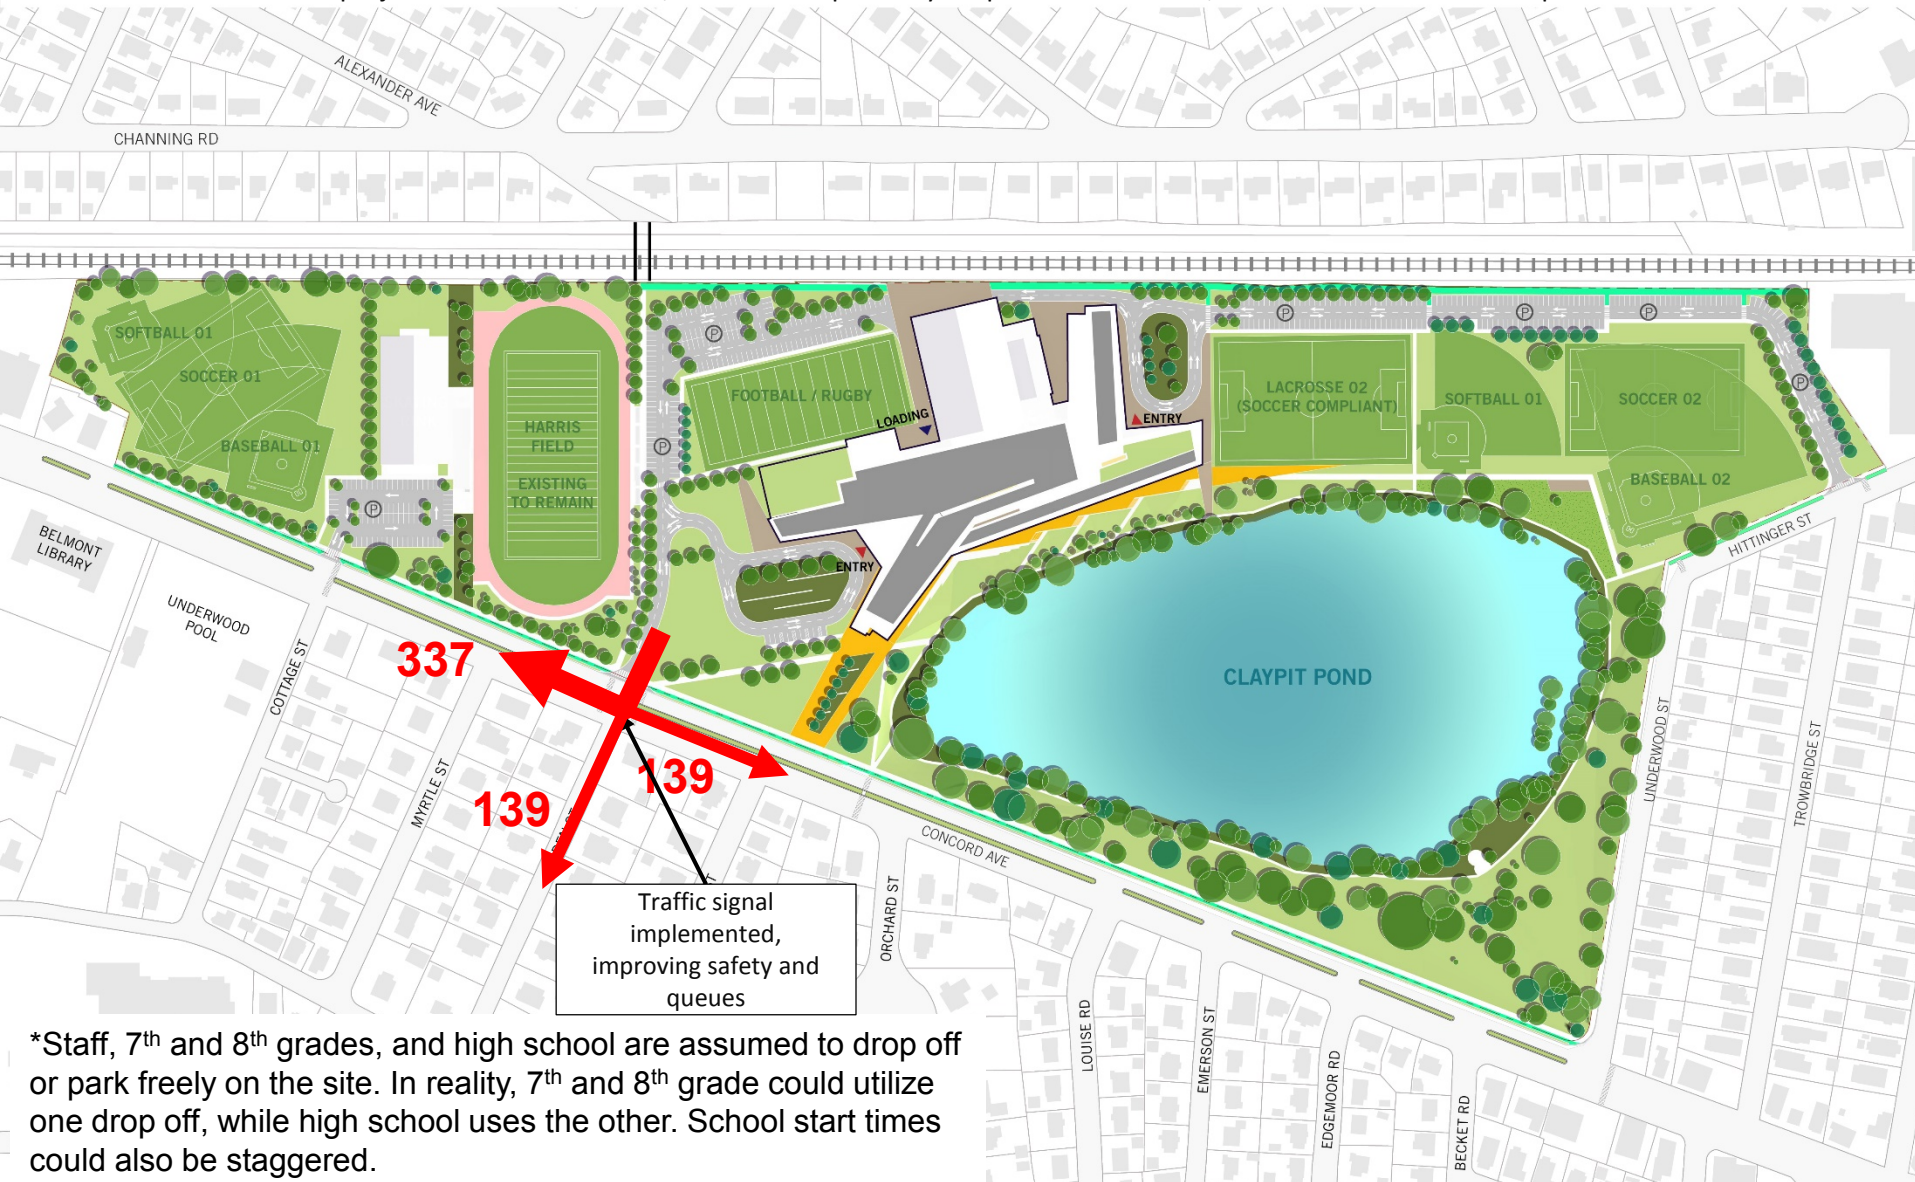 ALEXANDER AVE
CHANNING RD
SOFTBALL 01
SOCCER 01
BASEBALL 01
HARRIS
FIELD
EXISTING
TO REMAIN
P
P
P
P
P
P
P
FOOTBALL / RUGBY
LOADING
ENTRY
ENTRY
LACROSSE 02
(SOCCER COMPLIANT)
SOFTBALL 01
SOCCER 02
BASEBALL 02
HITTINGER ST
BELMONT
LIBRARY
UNDERWOOD
POOL
COTTAGE ST
MYRTLE ST
337
139
139
CLAYPIT POND
CONCORD AVE
ORCHARD ST
UNDERWOOD ST
TROWBRIDGE ST
LOUISE RD
EMERSON ST
EDGEMOOR RD
BECKET RD
Traffic signal
implemented,
improving safety and
queues
*Staff, 7th and 8th grades, and high school are assumed to drop off
or park freely on the site. In reality, 7th and 8th grade could utilize
one drop off, while high school uses the other. School start times
could also be staggered.